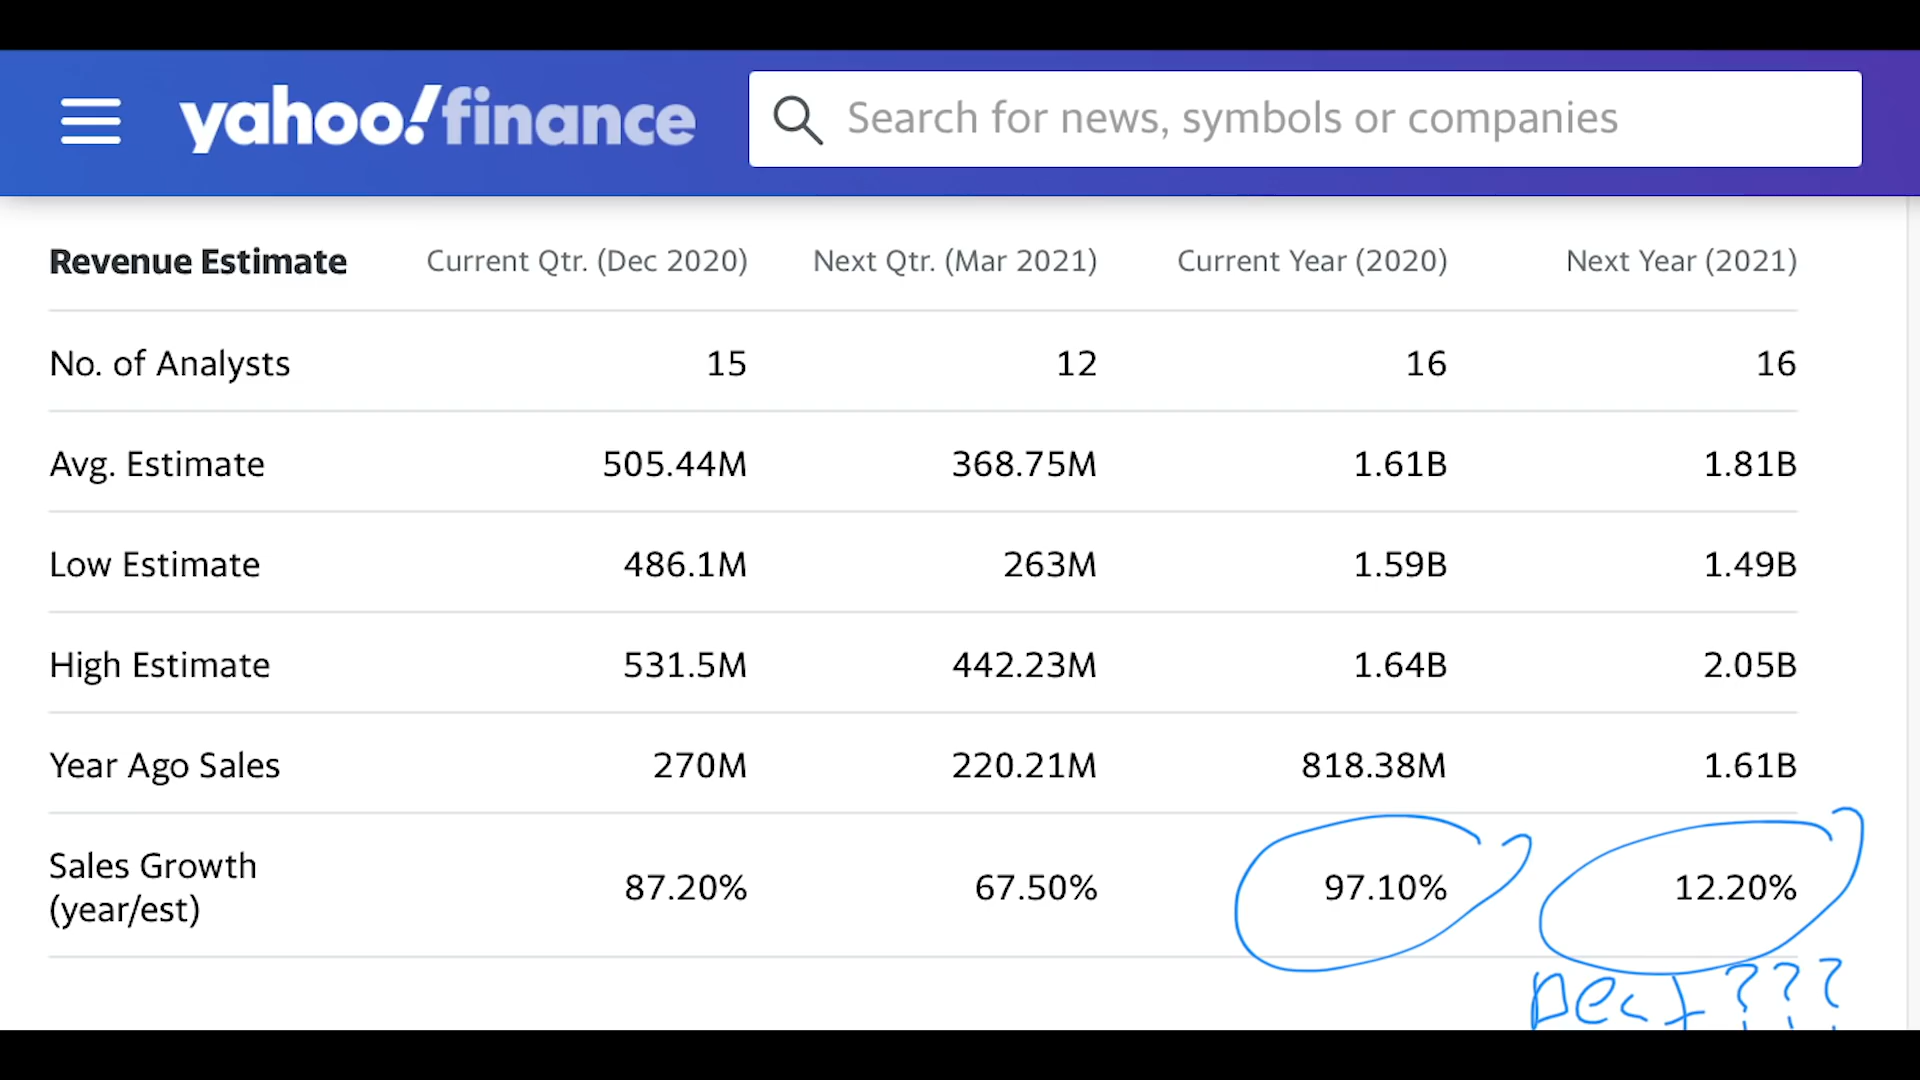 yahoo!finance Search for news, symbols or companies
Revenue Estimate Current Qtr. (Dec 2020) Next Qtr. (Mar 2021) Current Year (2020) Next Year (2021)
No. of Analysts 15 12 16 16
Avg. Estimate 505.44M 368.75M 1.61B 1.81B
Low Estimate 486.1M 263M 1.59B 1.49B
High Estimate 531.5M 442.23M 1.64B 2.05B
Year Ago Sales 270M 220.21M 818.38M 1.61B
Sales Growth
(year/est) 87.20% 67.50% 97.10% 12.20%
???